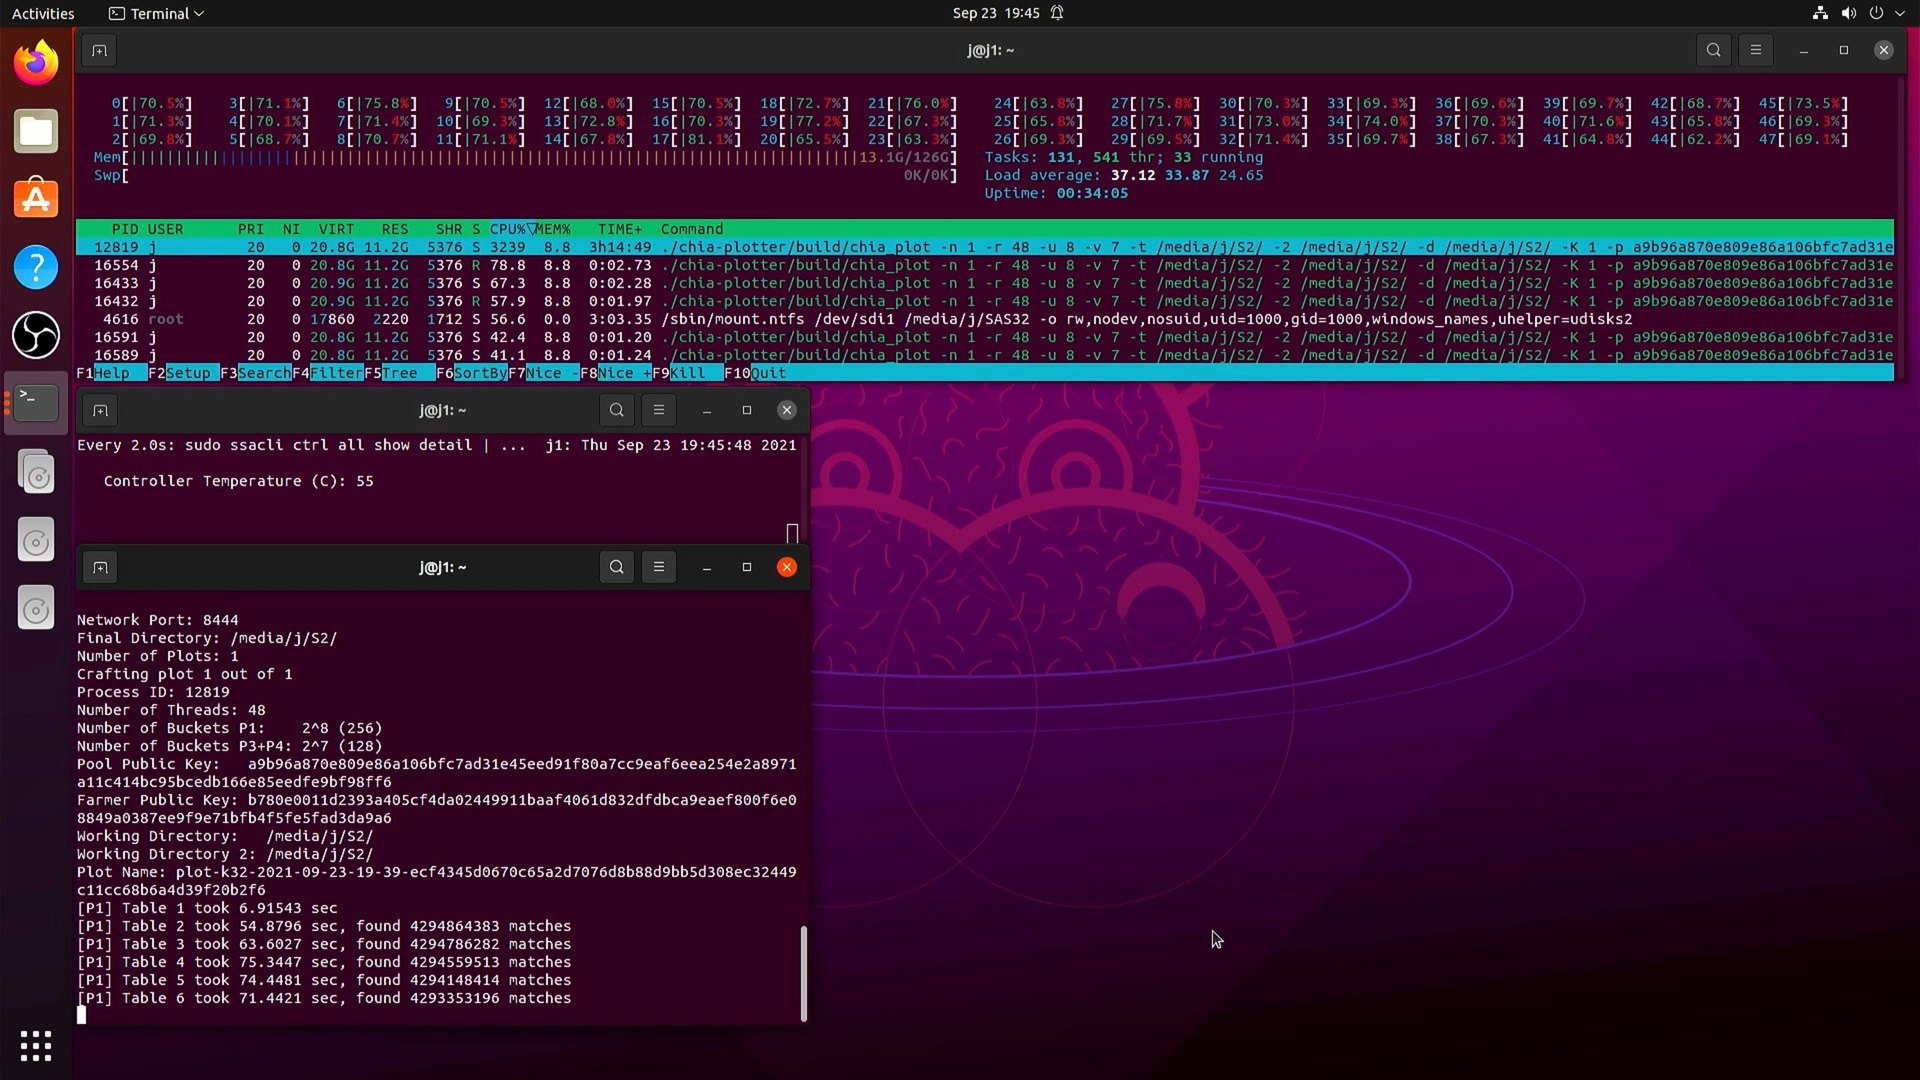 Activities Terminal Sep 23 19:45
j@j1: ~
0[|70.5%] 3[|71.1%] 6[|75.8%] 9[|70.5%] 12[|68.0%] 15[|70.5%] 18[|72.7%] 21[|76.0%] 24[|63.8%] 27[|75.8%] 30[|70.3%] 33[|69.3%] 36[|69.6%] 39[|69.7%] 42[|68.7%] 45[|73.5%]
1[|71.3%] 4[|70.1%] 7[|71.4%] 10[|69.3%] 13[|72.8%] 16[|70.3%] 19[|77.2%] 22[|67.3%] 25[|65.8%] 28[|71.7%] 31[|73.0%] 34[|74.0%] 37[|70.3%] 40[|71.6%] 43[|65.8%] 46[|69.3%]
2[|69.8%] 5[|68.7%] 8[|70.7%] 11[|71.1%] 14[|67.8%] 17[|81.1%] 20[|65.5%] 23[|63.3%] 26[|69.3%] 29[|69.5%] 32[|71.4%] 35[|69.7%] 38[|67.3%] 41[|64.8%] 44[|70.9%] 47[|69.1%]
Mem[13.1G/126G] Tasks: 131, 541 thr; 33 running
Swp[0K/0K] Load average: 37.12 33.87 24.65
Uptime: 00:34:05
PID USER PRI NI VIRT RES SHR S CPU%▽MEM% TIME+ Command
12819 j 20 0 20.8G 11.2G 5376 S 3239 8.8 3h14:49 ./chia-plotter/build/chia_plot -n 1 -r 48 -u 8 -v 7 -t /media/j/S2/ -2 /media/j/S2/ -d /media/j/S2/ -K 1 -p a9b96a870e809e86a106bfc7ad31e
16554 j 20 0 20.8G 11.2G 5376 R 78.8 8.8 0:02.73 ./chia-plotter/build/chia_plot -n 1 -r 48 -u 8 -v 7 -t /media/j/S2/ -2 /media/j/S2/ -d /media/j/S2/ -K 1 -p a9b96a870e809e86a106bfc7ad31e
16433 j 20 0 20.9G 11.2G 5376 S 67.3 8.8 0:02.28 ./chia-plotter/build/chia_plot -n 1 -r 48 -u 8 -v 7 -t /media/j/S2/ -2 /media/j/S2/ -d /media/j/S2/ -K 1 -p a9b96a870e809e86a106bfc7ad31e
16432 j 20 0 20.9G 11.2G 5376 R 57.9 8.8 0:01.97 ./chia-plotter/build/chia_plot -n 1 -r 48 -u 8 -v 7 -t /media/j/S2/ -2 /media/j/S2/ -d /media/j/S2/ -K 1 -p a9b96a870e809e86a106bfc7ad31e
4616 root 20 0 17860 2220 1712 S 56.6 0.0 3:03.35 /sbin/mount.ntfs /dev/sdi1 /media/j/SAS32 -o rw,nodev,nosuid,uid=1000,gid=1000,windows_names,uhelper=udisks2
16591 j 20 0 20.8G 11.2G 5376 S 42.4 8.8 0:01.20 ./chia-plotter/build/chia_plot -n 1 -r 48 -u 8 -v 7 -t /media/j/S2/ -2 /media/j/S2/ -d /media/j/S2/ -K 1 -p a9b96a870e809e86a106bfc7ad31e
16589 j 20 0 20.8G 11.2G 5376 S 41.1 8.8 0:01.24 ./chia-plotter/build/chia_plot -n 1 -r 48 -u 8 -v 7 -t /media/j/S2/ -2 /media/j/S2/ -d /media/j/S2/ -K 1 -p a9b96a870e809e86a106bfc7ad31e
F1Help F2Setup F3SearchF4FilterF5Tree F6SortByF7Nice -F8Nice +F9Kill F10Quit
j@j1: ~
Every 2.0s: sudo ssacli ctrl all show detail | ... j1: Thu Sep 23 19:45:48 2021
Controller Temperature (C): 55
j@j1: ~
Network Port: 8444
Final Directory: /media/j/S2/
Number of Plots: 1
Crafting plot 1 out of 1
Process ID: 12819
Number of Threads: 48
Number of Buckets P1: 2^8 (256)
Number of Buckets P3+P4: 2^7 (128)
Pool Public Key: a9b96a870e809e86a106bfc7ad31e45eed91f80a7cc9eaf6eea254e2a8971
a11c414bc95bcedb166e85eedfe9bf98ff6
Farmer Public Key: b780e0011d2393a405cf4da02449911baaf4061d832dfdbca9eaef800f6e0
8849a0387ee9f9e71bfb4f5fe5fad3da9a6
Working Directory: /media/j/S2/
Working Directory 2: /media/j/S2/
Plot Name: plot-k32-2021-09-23-19-39-ecf4345d0670c65a2d7076d8b88d9bb5d308ec32449
c11cc68b6a4d39f20b2f6
[P1] Table 1 took 6.91543 sec
[P1] Table 2 took 54.8796 sec, found 4294864383 matches
[P1] Table 3 took 63.6027 sec, found 4294786282 matches
[P1] Table 4 took 75.3447 sec, found 4294559513 matches
[P1] Table 5 took 74.4481 sec, found 4294148414 matches
[P1] Table 6 took 71.4421 sec, found 4293353196 matches